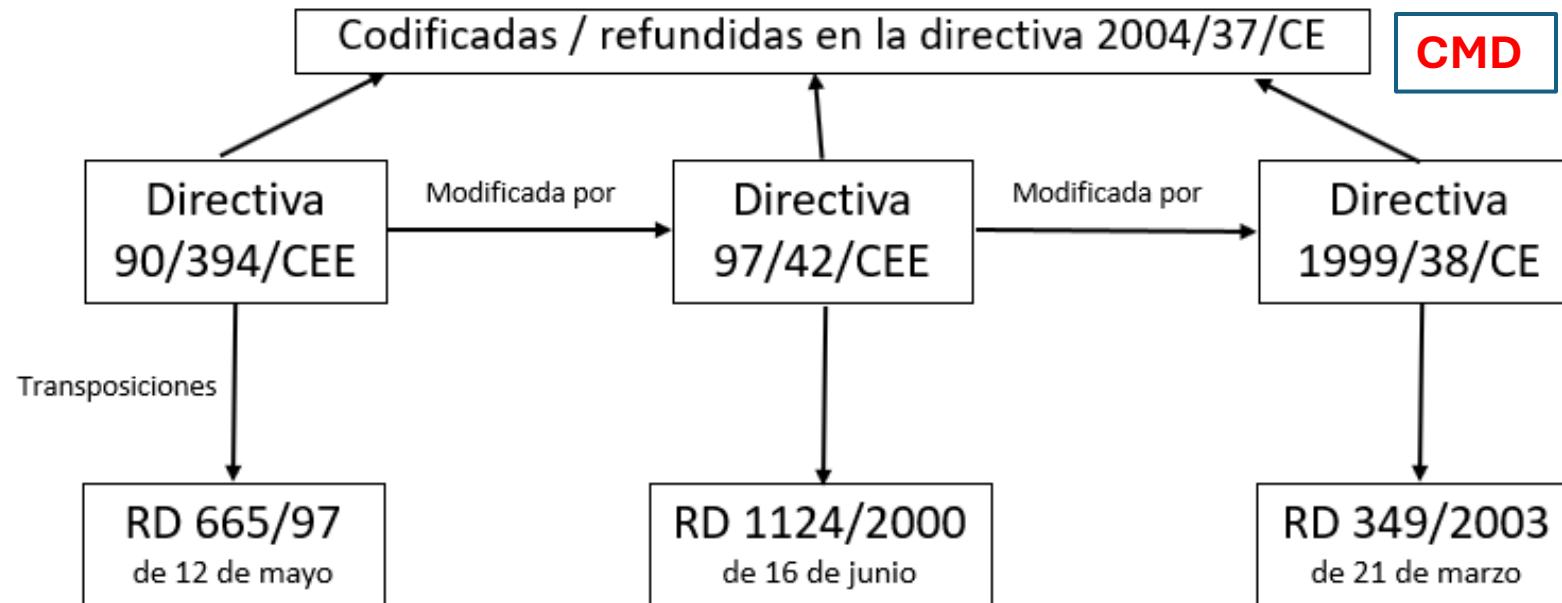 Codificadas / refundidas en la directiva 2004/37/CE
CMD
Directiva
90/394/CEE
Modificada por
Directiva
97/42/CEE
Modificada por
Directiva
1999/38/CE
Transposiciones
RD 665/97
de 12 de mayo
RD 1124/2000
de 16 de junio
RD 349/2003
de 21 de marzo